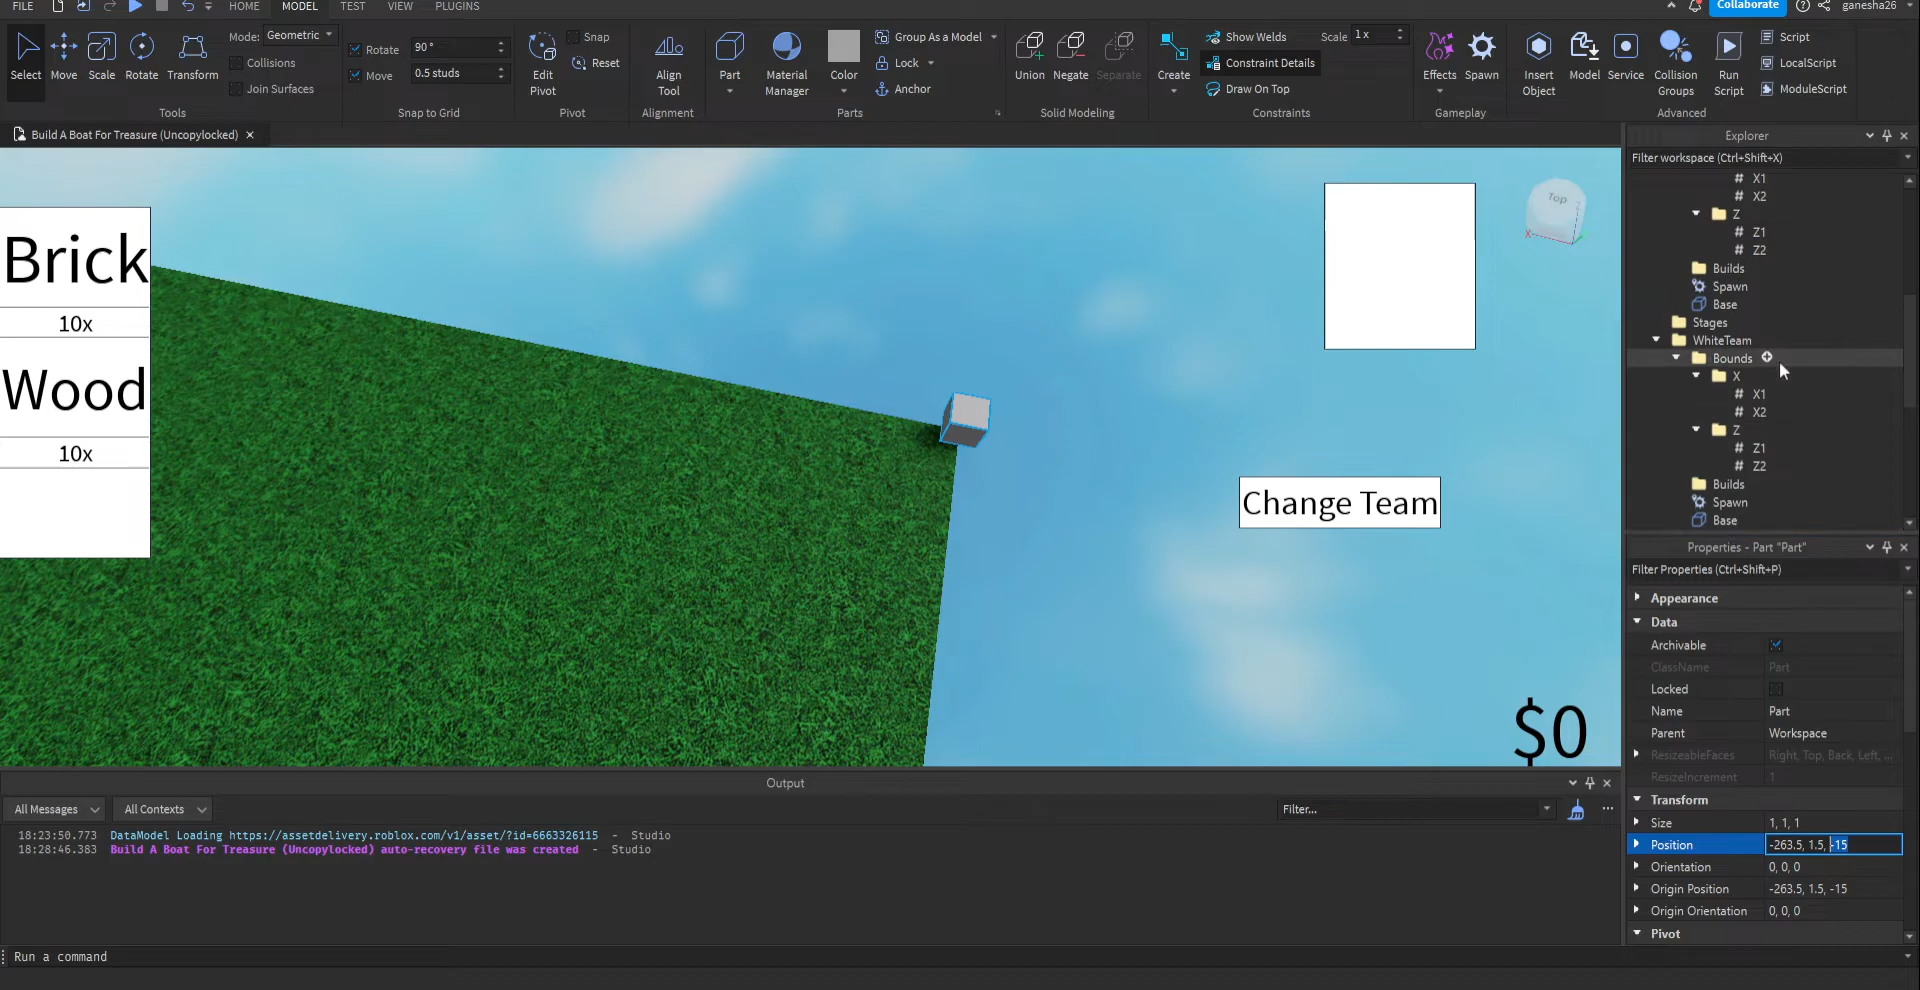 FILE HOME MODEL TEST VIEW PLUGINS Collaborate ganesha26
Select Move Scale Rotate Transform
Mode: Geometric
Collisions
Join Surfaces
Tools
Rotate 90 °
Move 0.5 studs
Snap to Grid
Edit Pivot
Snap
Reset
Pivot
Align Tool
Alignment
Part
Material Manager
Color
Group As a Model
Lock
Anchor
Parts
Union Negate Separate
Solid Modeling
Create
Show Welds Scale 1 x
Constraint Details
Draw On Top
Constraints
Effects Spawn
Gameplay
Insert Object
Model
Service
Collision Groups
Run Script
Script
LocalScript
ModuleScript
Advanced
Build A Boat For Treasure (Uncopylocked)
Brick
10x
Wood
10x
Top
X
Change Team
$0
Explorer
Filter workspace (Ctrl+Shift+X)
# X1
# X2
Z
# Z1
# Z2
Builds
Spawn
Base
Stages
WhiteTeam
Bounds
X
# X1
# X2
Z
# Z1
# Z2
Builds
Spawn
Base
Properties - Part "Part"
Filter Properties (Ctrl+Shift+P)
Appearance
Data
Archivable
ClassName Part
Locked
Name Part
Parent Workspace
ResizeableFaces Right, Top, Back, Left, ...
ResizeIncrement 1
Transform
Size 1, 1, 1
Position -263.5, 1.5, -15
Orientation 0, 0, 0
Origin Position -263.5, 1.5, -15
Origin Orientation 0, 0, 0
Pivot
Output
All Messages All Contexts Filter...
18:23:50.773 DataModel Loading https://assetdelivery.roblox.com/v1/asset/?id=6663326115 - Studio
18:28:46.383 Build A Boat For Treasure (Uncopylocked) auto-recovery file was created - Studio
Run a command